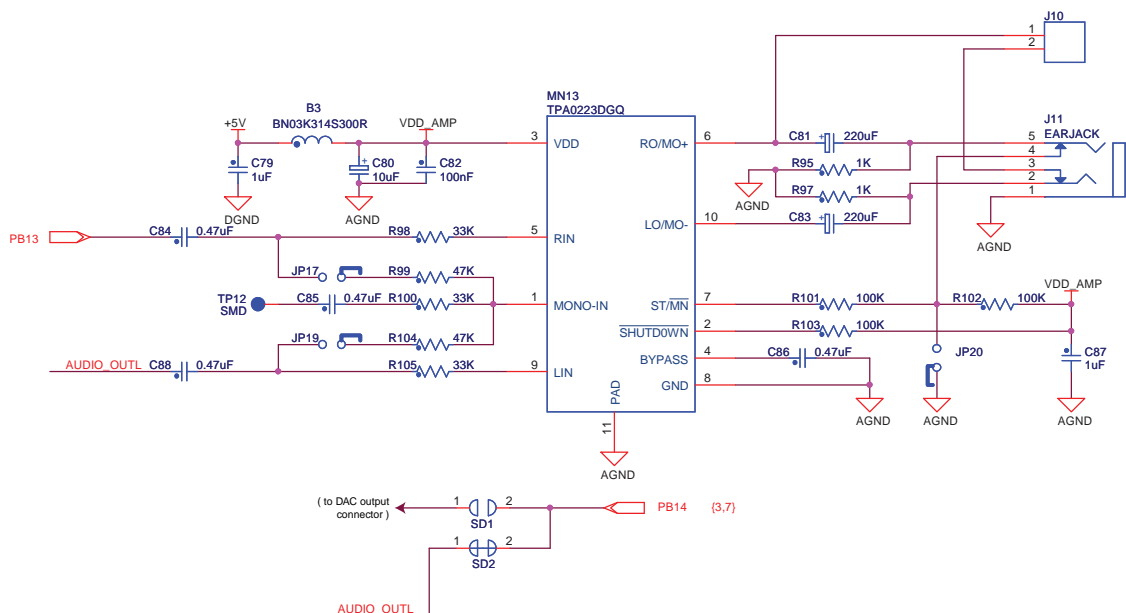 J10
1
2
MN13
TPA0223DGQ
B3
BN03K314S300R
+5V
VDD_AMP
3
VDD
RO/MO+
6
C81
220uF
J11
EARJACK
5
4
3
2
1
C79
1uF
C80
10uF
C82
100nF
R95
1K
AGND
R97
1K
DGND
AGND
LO/MO-
10
C83
220uF
AGND
PB13
C84
0.47uF
R98
33K
5
RIN
JP17
R99
47K
TP12
SMD
C85
0.47uF
R100
33K
1
MONO-IN
ST/MN
7
R101
100K
R102
100K
VDD_AMP
JP19
R104
47K
SHUTD0WN
2
R103
100K
AUDIO_OUTL
C88
0.47uF
R105
33K
9
LIN
BYPASS
4
C86
0.47uF
JP20
C87
1uF
GND
8
PAD
11
AGND
AGND
AGND
AGND
( to DAC output
connector )
1
2
SD1
PB14
{3,7}
1
2
SD2
AUDIO_OUTL